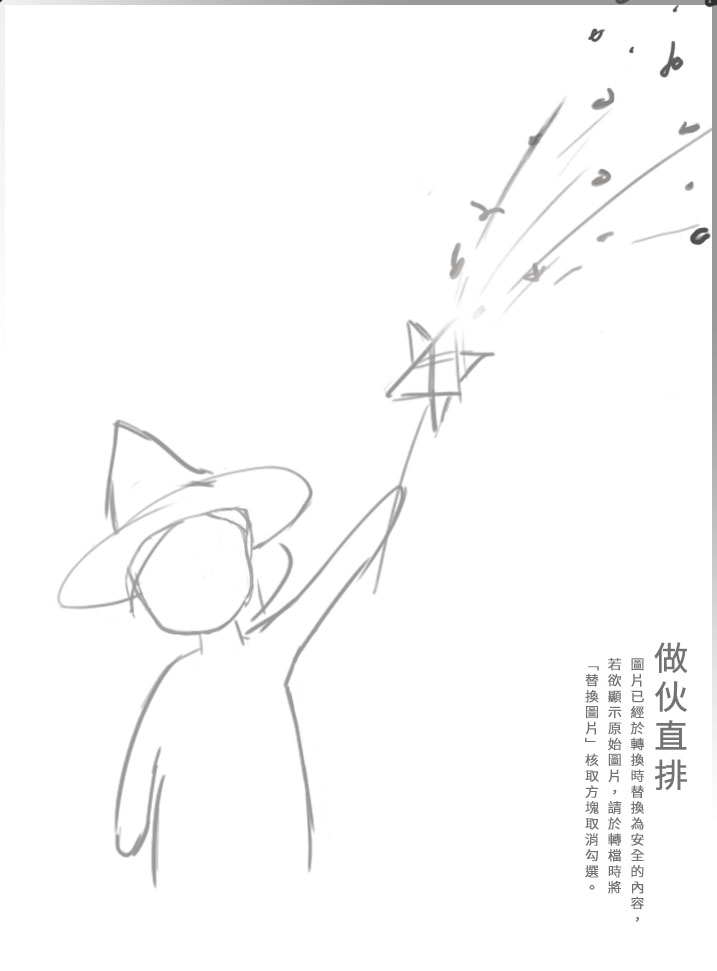 做伙直排
圖片已經於轉換時替換為安全的內容，
若欲顯示原始圖片，請於轉檔時將
「替換圖片」核取方塊取消勾選。